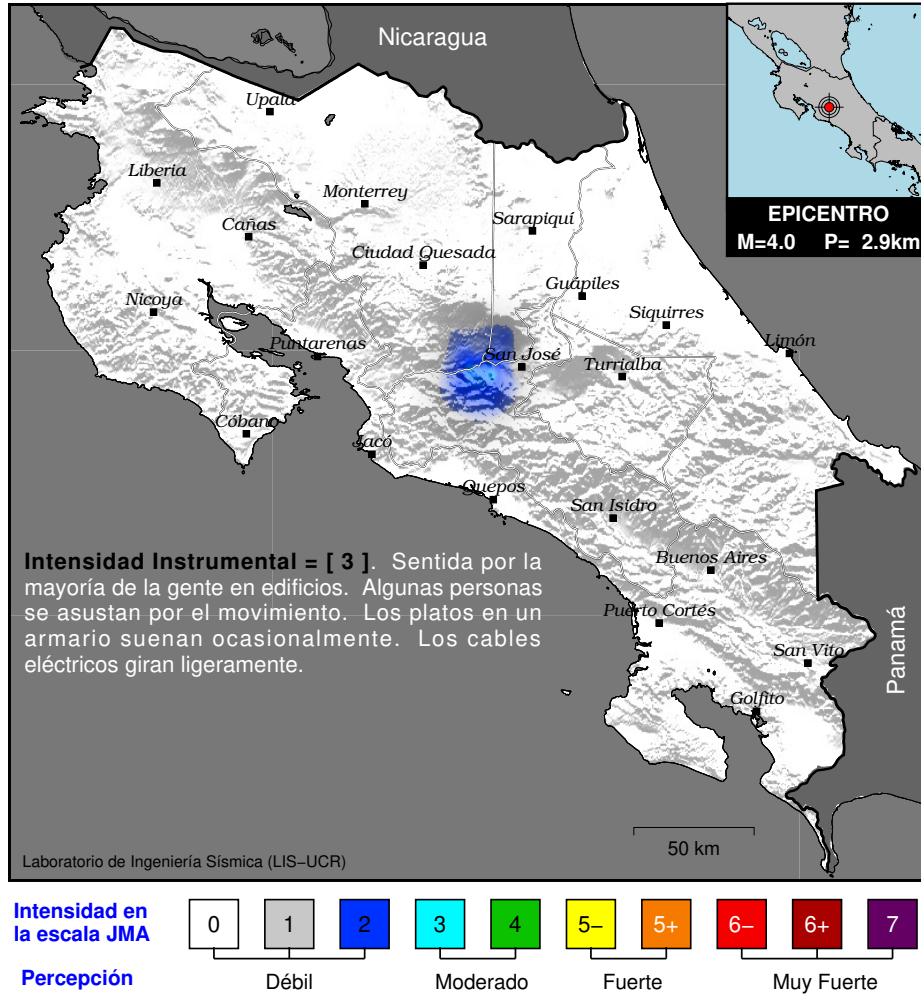 Nicaragua
Upala
Liberia
Monterrey
Cañas
Sarapiquí
Ciudad Quesada
Guápiles
Nicoya
Siquirres
Puntarenas
San José
Limón
Turrialba
Cóbano
Jacó
Quepos
San Isidro
Buenos Aires
Puerto Cortés
San Vito
Golfito
Panamá
EPICENTRO
M=4.0 P= 2.9km
Intensidad Instrumental = [ 3 ]. Sentida por la
mayoría de la gente en edificios. Algunas personas
se asustan por el movimiento. Los platos en un
armario suenan ocasionalmente. Los cables
eléctricos giran ligeramente.
50 km
Laboratorio de Ingeniería Sísmica (LIS−UCR)
Intensidad en
la escala JMA
0 1 2 3 4 5− 5+ 6− 6+ 7
Percepción
Débil Moderado Fuerte Muy Fuerte